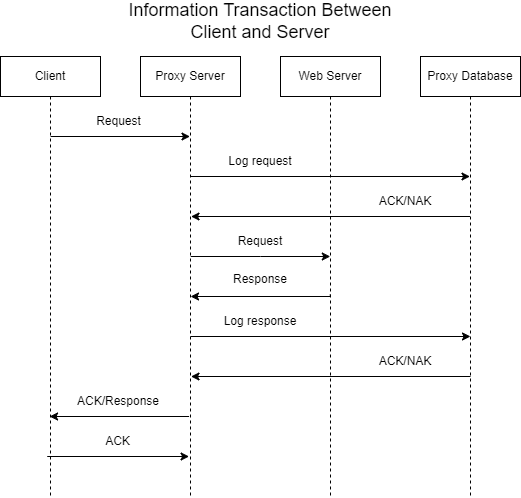 Information Transaction Between
Client and Server
Client
Proxy Server
Web Server
Proxy Database
Request
Log request
ACK/NAK
Request
Response
Log response
ACK/NAK
ACK/Response
ACK